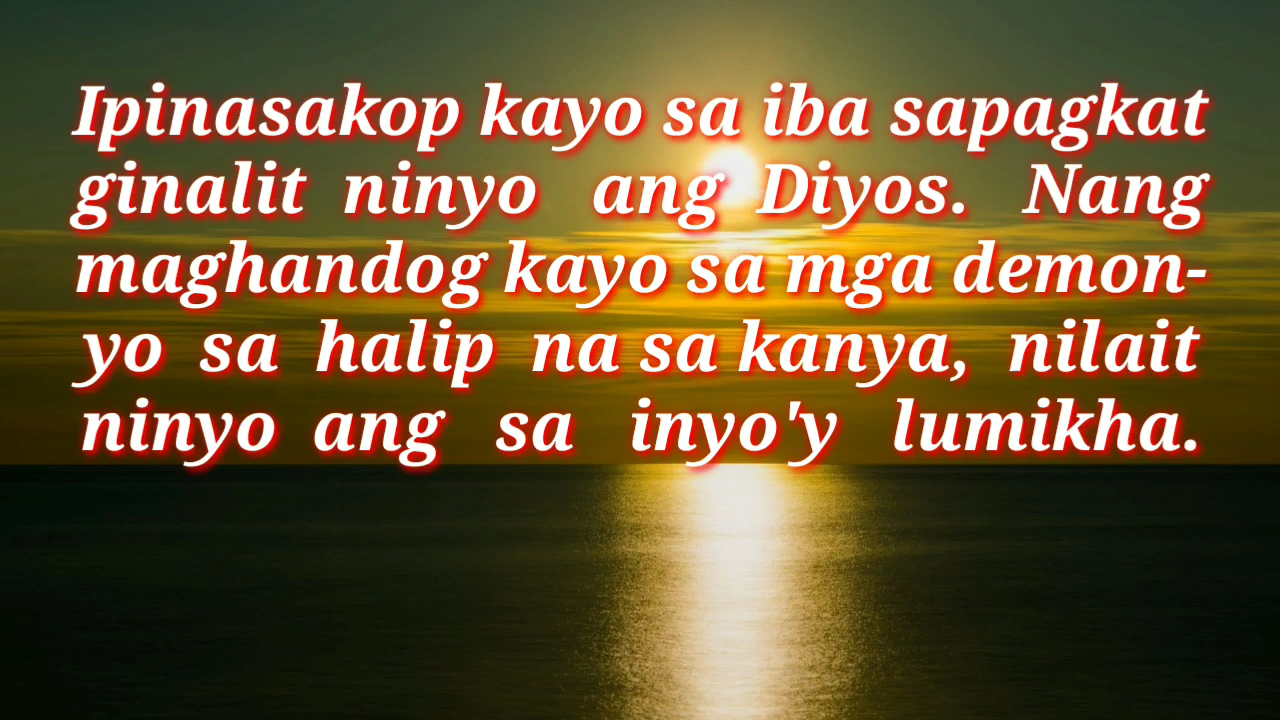 Ipinasakop kayo sa iba sapagkat
ginalit ninyo ang Diyos. Nang
maghandog kayo sa mga demon-
yo sa halip na sa kanya, nilait
ninyo ang sa inyo'y lumikha.